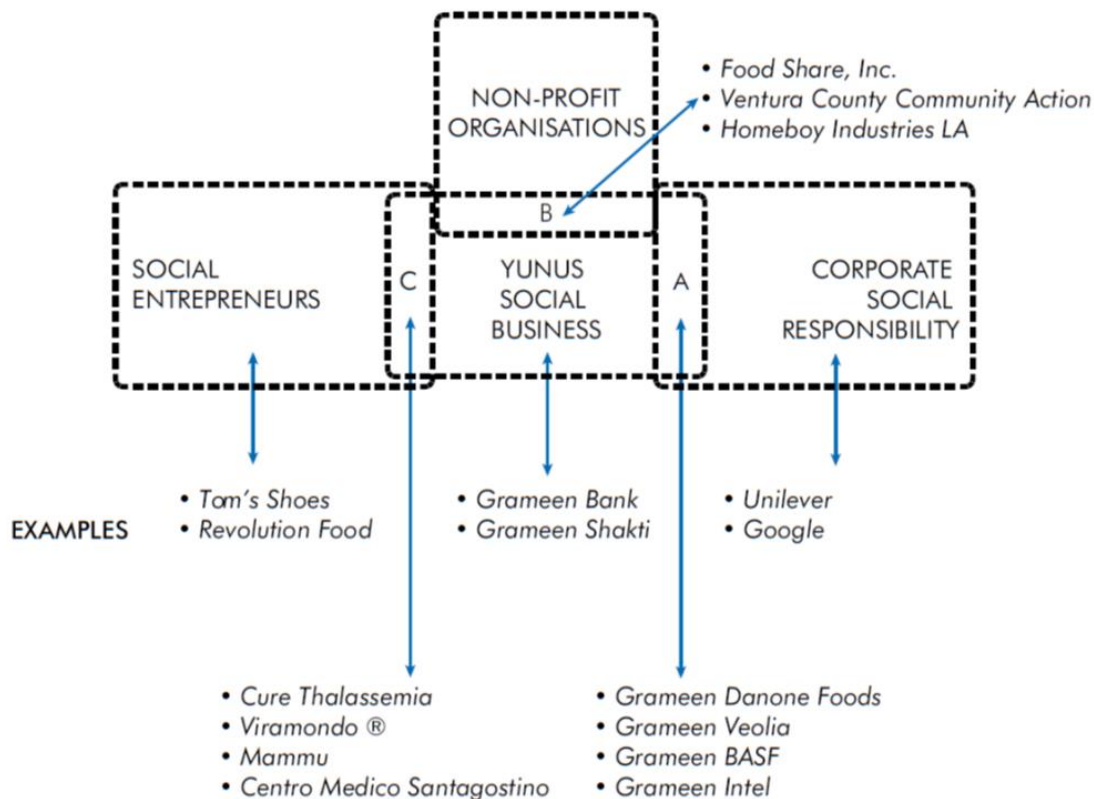 NON-PROFIT
ORGANISATIONS
• Food Share, Inc.
• Ventura County Community Action
• Homeboy Industries LA
B
SOCIAL
ENTREPRENEURS
C
YUNUS
SOCIAL
BUSINESS
A
CORPORATE
SOCIAL
RESPONSIBILITY
EXAMPLES
• Tom's Shoes
• Revolution Food
• Grameen Bank
• Grameen Shakti
• Unilever
• Google
• Cure Thalassemia
• Viramondo ®
• Mammu
• Centro Medico Santagostino
• Grameen Danone Foods
• Grameen Veolia
• Grameen BASF
• Grameen Intel